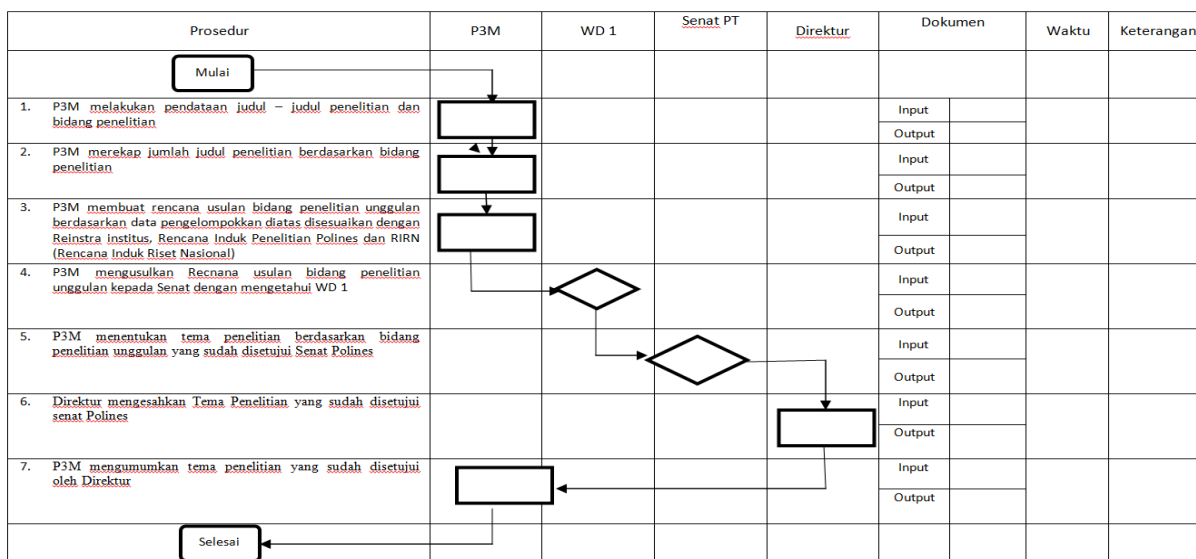 Prosedur P3M WD 1 Senat PT Direktur Dokumen Waktu Keterangan
Mulai
1. P3M melakukan pendataan judul – judul penelitian dan
bidang penelitian
Input
Output
2. P3M merekap jumlah judul penelitian berdasarkan bidang
penelitian
Input
Output
3. P3M membuat rencana usulan bidang penelitian unggulan
berdasarkan data pengelompokkan diatas disesuaikan dengan
Reinstra institus, Rencana Induk Penelitian Polines dan RIRN
(Rencana Induk Riset Nasional)
Input
Output
4. P3M mengusulkan Recnana usulan bidang penelitian
unggulan kepada Senat dengan mengetahui WD 1
Input
Output
5. P3M menentukan tema penelitian berdasarkan bidang
penelitian unggulan yang sudah disetujui Senat Polines
Input
Output
6. Direktur mengesahkan Tema Penelitian yang sudah disetujui
senat Polines
Input
Output
7. P3M mengumumkan tema penelitian yang sudah disetujui
oleh Direktur
Input
Output
Selesai